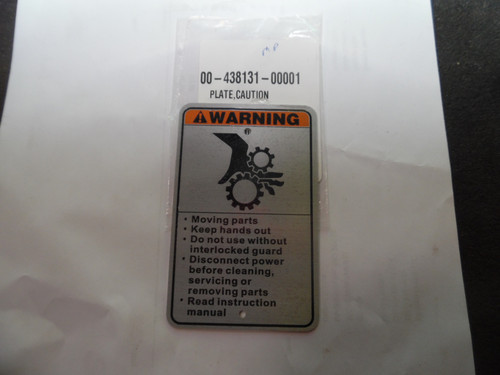 00-438131-00001
PLATE,CAUTION
WARNING
• Moving parts
• Keep hands out
• Do not use without
interlocked guard
• Disconnect power
before cleaning,
servicing or
removing parts
• Read instruction
manual